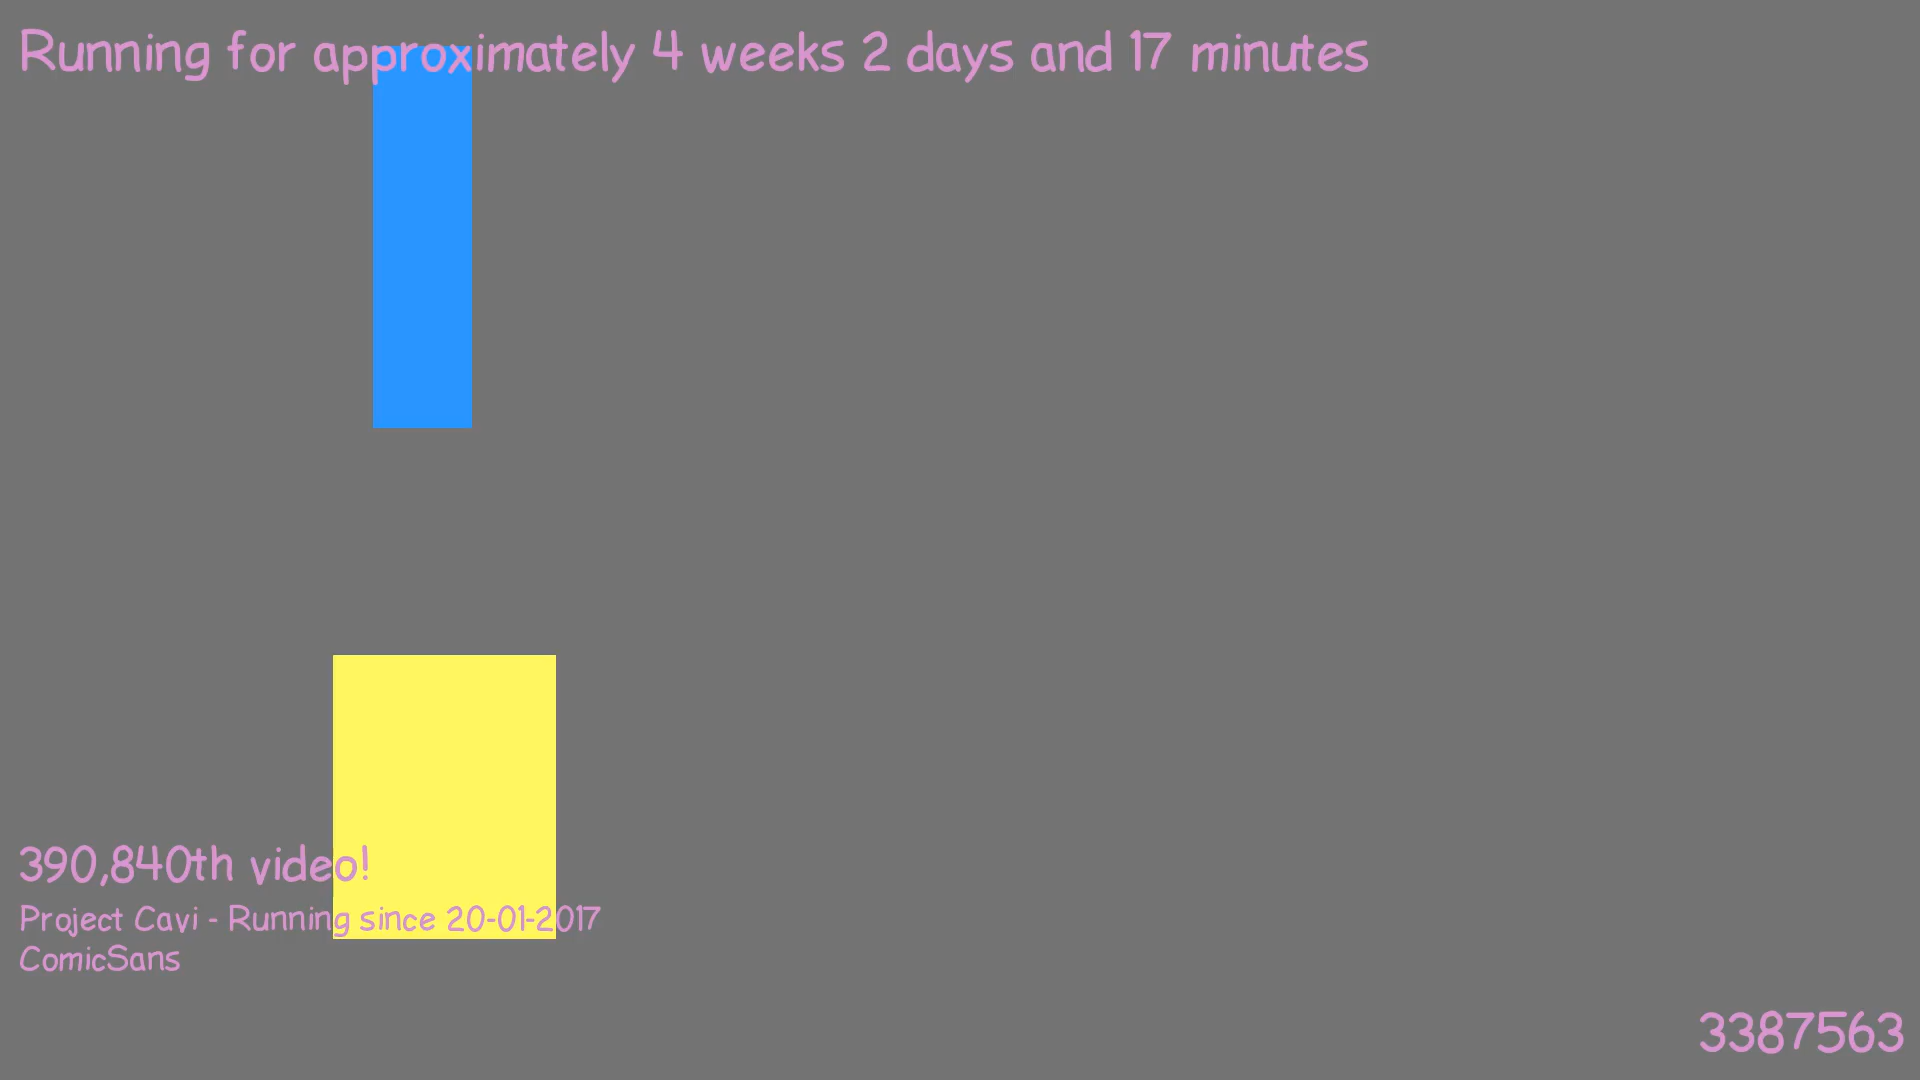 Running for approximately 4 weeks 2 days and 17 minutes
390,840th video!
Project Cavi - Running since 20-01-2017
ComicSans
3387563